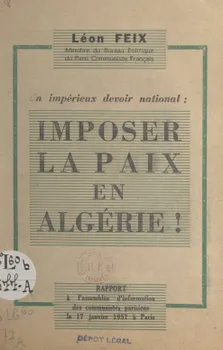 Léon FEIX
Membre du Bureau Politique
du Parti Communiste Français
n impérieux devoir national :
IMPOSER
LA PAIX
EN
ALGÉRIE !
RAPPORT
à l'assemblée d'information
des communistes parisiens
le 17 janvier 1957 à Paris
DÉPOT LÉGAL